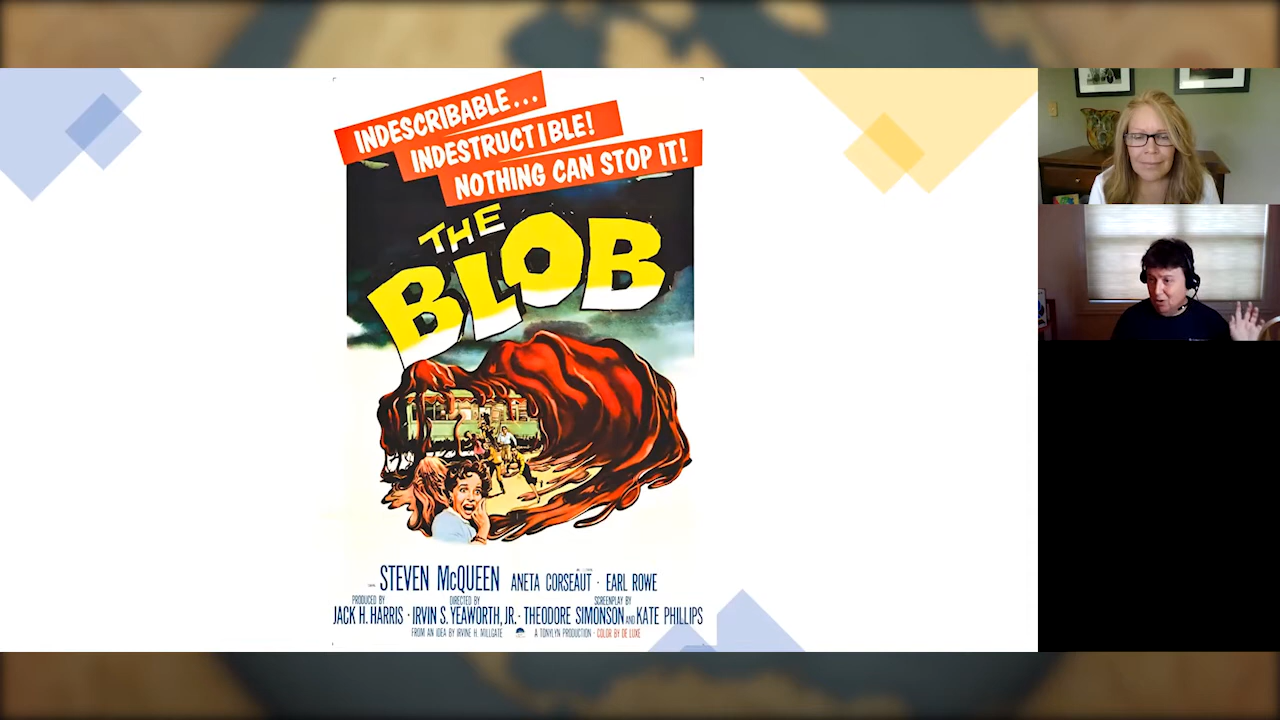 INDESCRIBABLE...
INDESTRUCTIBLE!
NOTHING CAN STOP IT!
THE
BLOB
STEVEN McQUEEN ANETA CORSEAUT · EARL ROWE
PRODUCED BY DIRECTED BY SCREENPLAY BY
JACK H. HARRIS · IRVIN S. YEAWORTH, JR. · THEODORE SIMONSON AND KATE PHILLIPS
FROM AN IDEA BY IRVINE H. MILLGATE A TONYLYN PRODUCTION · COLOR BY DE LUXE